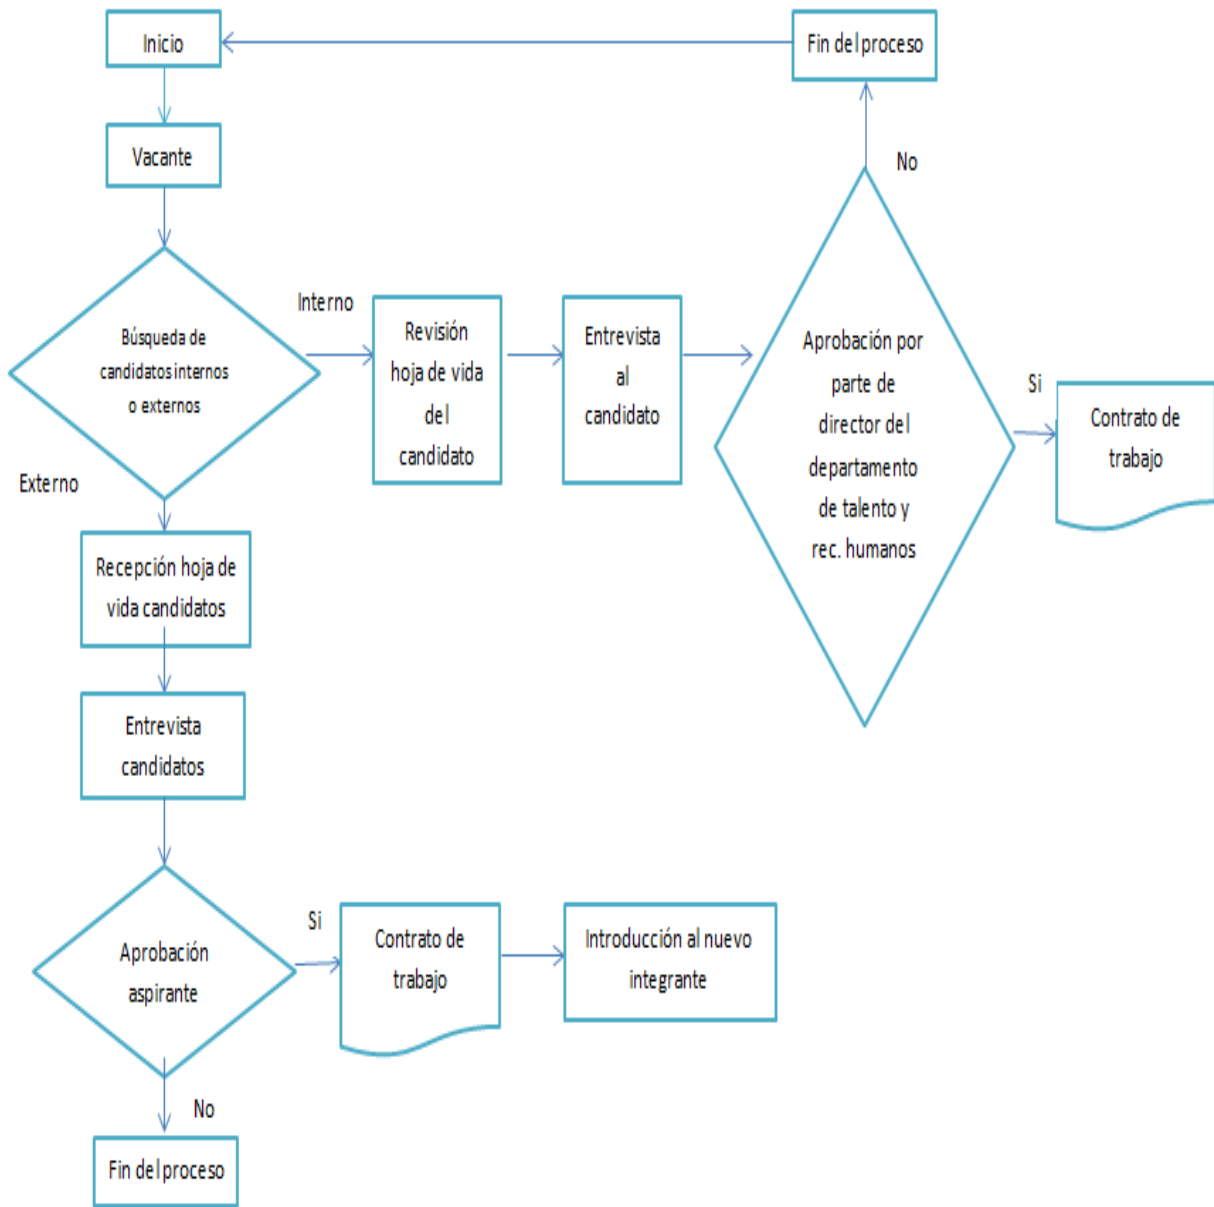 Inicio
Fin del proceso
Vacante
No
Búsqueda de
candidatos internos
o externos
Interno
Revisión
hoja de vida
del
candidato
Entrevista
al
candidato
Aprobación por
parte de
director del
departamento
de talento y
rec. humanos
Si
Contrato de
trabajo
Externo
Recepción hoja de
vida candidatos
Entrevista
candidatos
Aprobación
aspirante
Si
Contrato de
trabajo
Introducción al nuevo
integrante
No
Fin del proceso